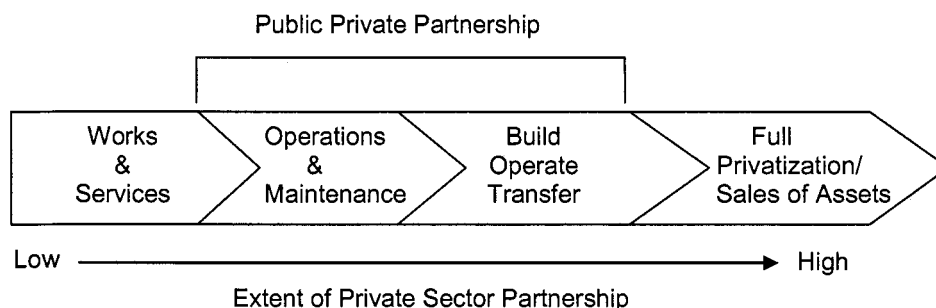 Public Private Partnership
Works
&
Services
Operations
&
Maintenance
Build
Operate
Transfer
Full
Privatization/
Sales of Assets
Low
High
Extent of Private Sector Partnership